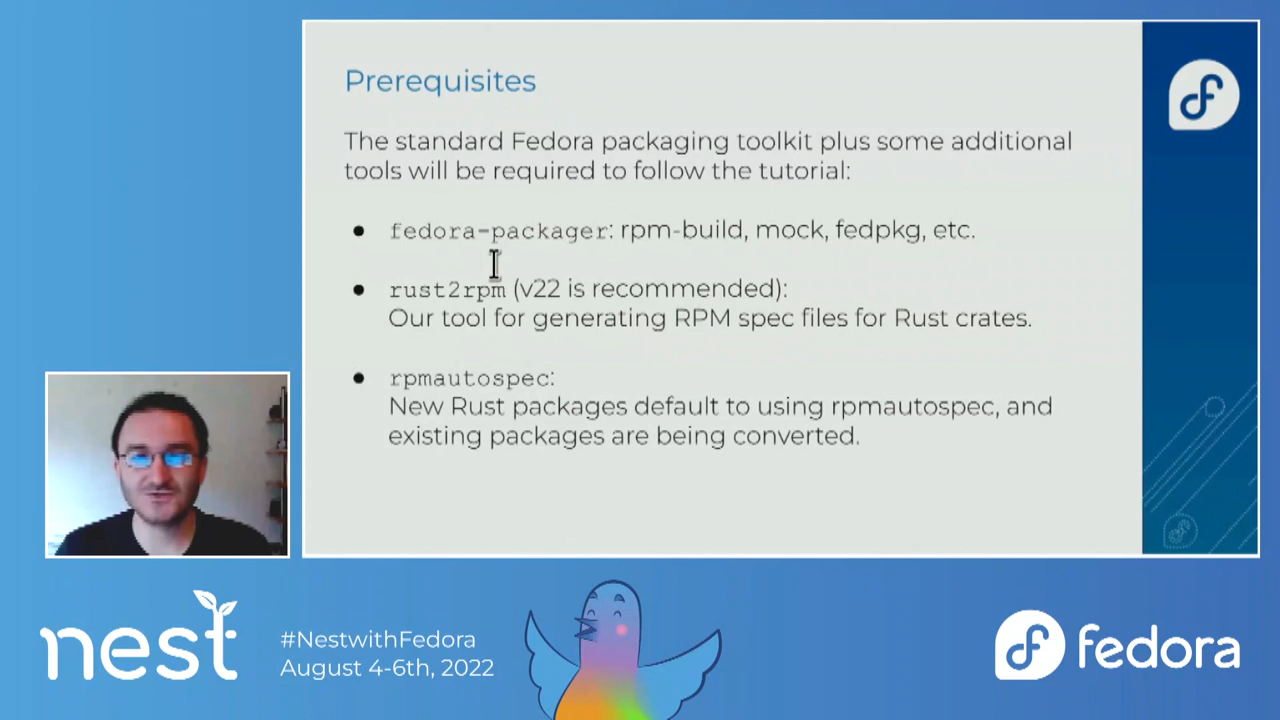 Prerequisites
The standard Fedora packaging toolkit plus some additional
tools will be required to follow the tutorial:
● fedora-packager: rpm-build, mock, fedpkg, etc.
● rust2rpm (v22 is recommended):
Our tool for generating RPM spec files for Rust crates.
● rpmautospec:
New Rust packages default to using rpmautospec, and
existing packages are being converted.
nest
#NestwithFedora
August 4-6th, 2022
fedora